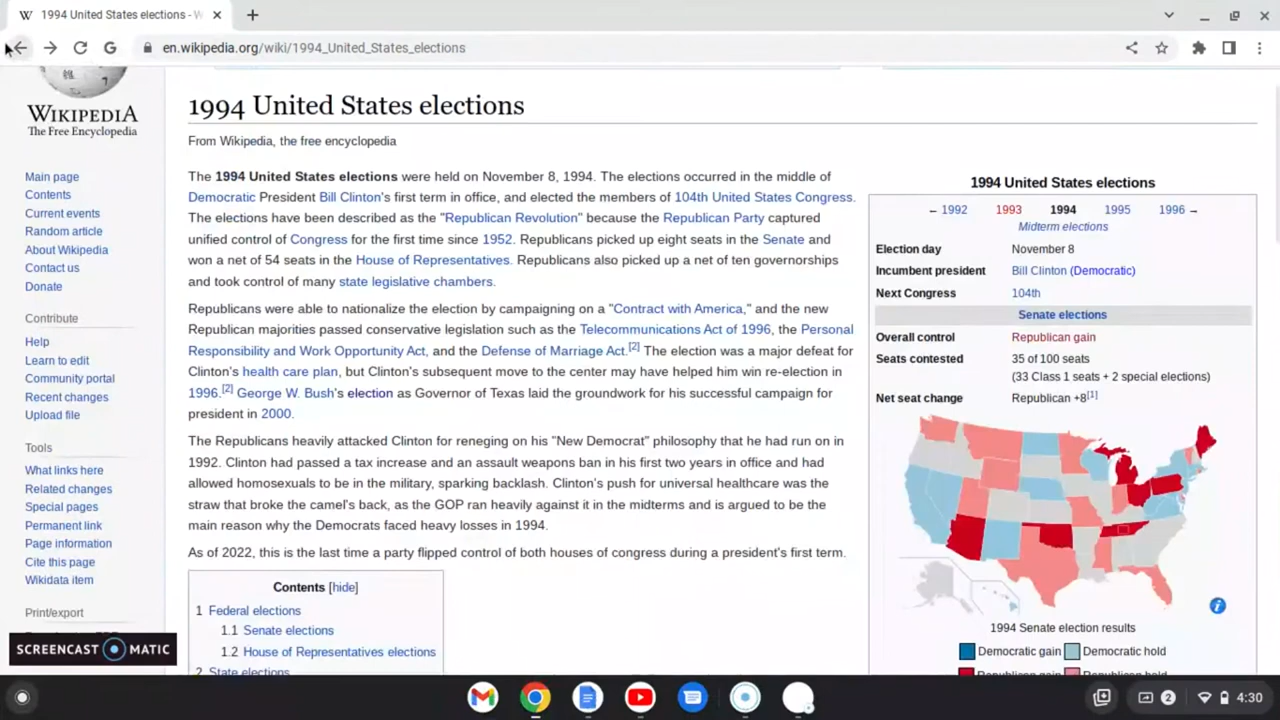 1994 United States elections - W
en.wikipedia.org/wiki/1994_United_States_elections
WIKIPEDIA
The Free Encyclopedia
Main page
Contents
Current events
Random article
About Wikipedia
Contact us
Donate
Contribute
Help
Learn to edit
Community portal
Recent changes
Upload file
Tools
What links here
Related changes
Special pages
Permanent link
Page information
Cite this page
Wikidata item
Print/export
SCREENCAST MATIC
1994 United States elections
From Wikipedia, the free encyclopedia
The 1994 United States elections were held on November 8, 1994. The elections occurred in the middle of
Democratic President Bill Clinton's first term in office, and elected the members of 104th United States Congress.
The elections have been described as the "Republican Revolution" because the Republican Party captured
unified control of Congress for the first time since 1952. Republicans picked up eight seats in the Senate and
won a net of 54 seats in the House of Representatives. Republicans also picked up a net of ten governorships
and took control of many state legislative chambers.
Republicans were able to nationalize the election by campaigning on a "Contract with America," and the new
Republican majorities passed conservative legislation such as the Telecommunications Act of 1996, the Personal
Responsibility and Work Opportunity Act, and the Defense of Marriage Act.[2] The election was a major defeat for
Clinton's health care plan, but Clinton's subsequent move to the center may have helped him win re-election in
1996.[2] George W. Bush's election as Governor of Texas laid the groundwork for his successful campaign for
president in 2000.
The Republicans heavily attacked Clinton for reneging on his "New Democrat" philosophy that he had run on in
1992. Clinton had passed a tax increase and an assault weapons ban in his first two years in office and had
allowed homosexuals to be in the military, sparking backlash. Clinton's push for universal healthcare was the
straw that broke the camel's back, as the GOP ran heavily against it in the midterms and is argued to be the
main reason why the Democrats faced heavy losses in 1994.
As of 2022, this is the last time a party flipped control of both houses of congress during a president's first term.
Contents [hide]
1 Federal elections
1.1 Senate elections
1.2 House of Representatives elections
2 State elections
1994 United States elections
← 1992 1993 1994 1995 1996 →
Midterm elections
Election day November 8
Incumbent president Bill Clinton (Democratic)
Next Congress 104th
Senate elections
Overall control Republican gain
Seats contested 35 of 100 seats
(33 Class 1 seats + 2 special elections)
Net seat change Republican +8[1]
1994 Senate election results
Democratic gain Democratic hold
Republican gain Republican hold
2 4:30